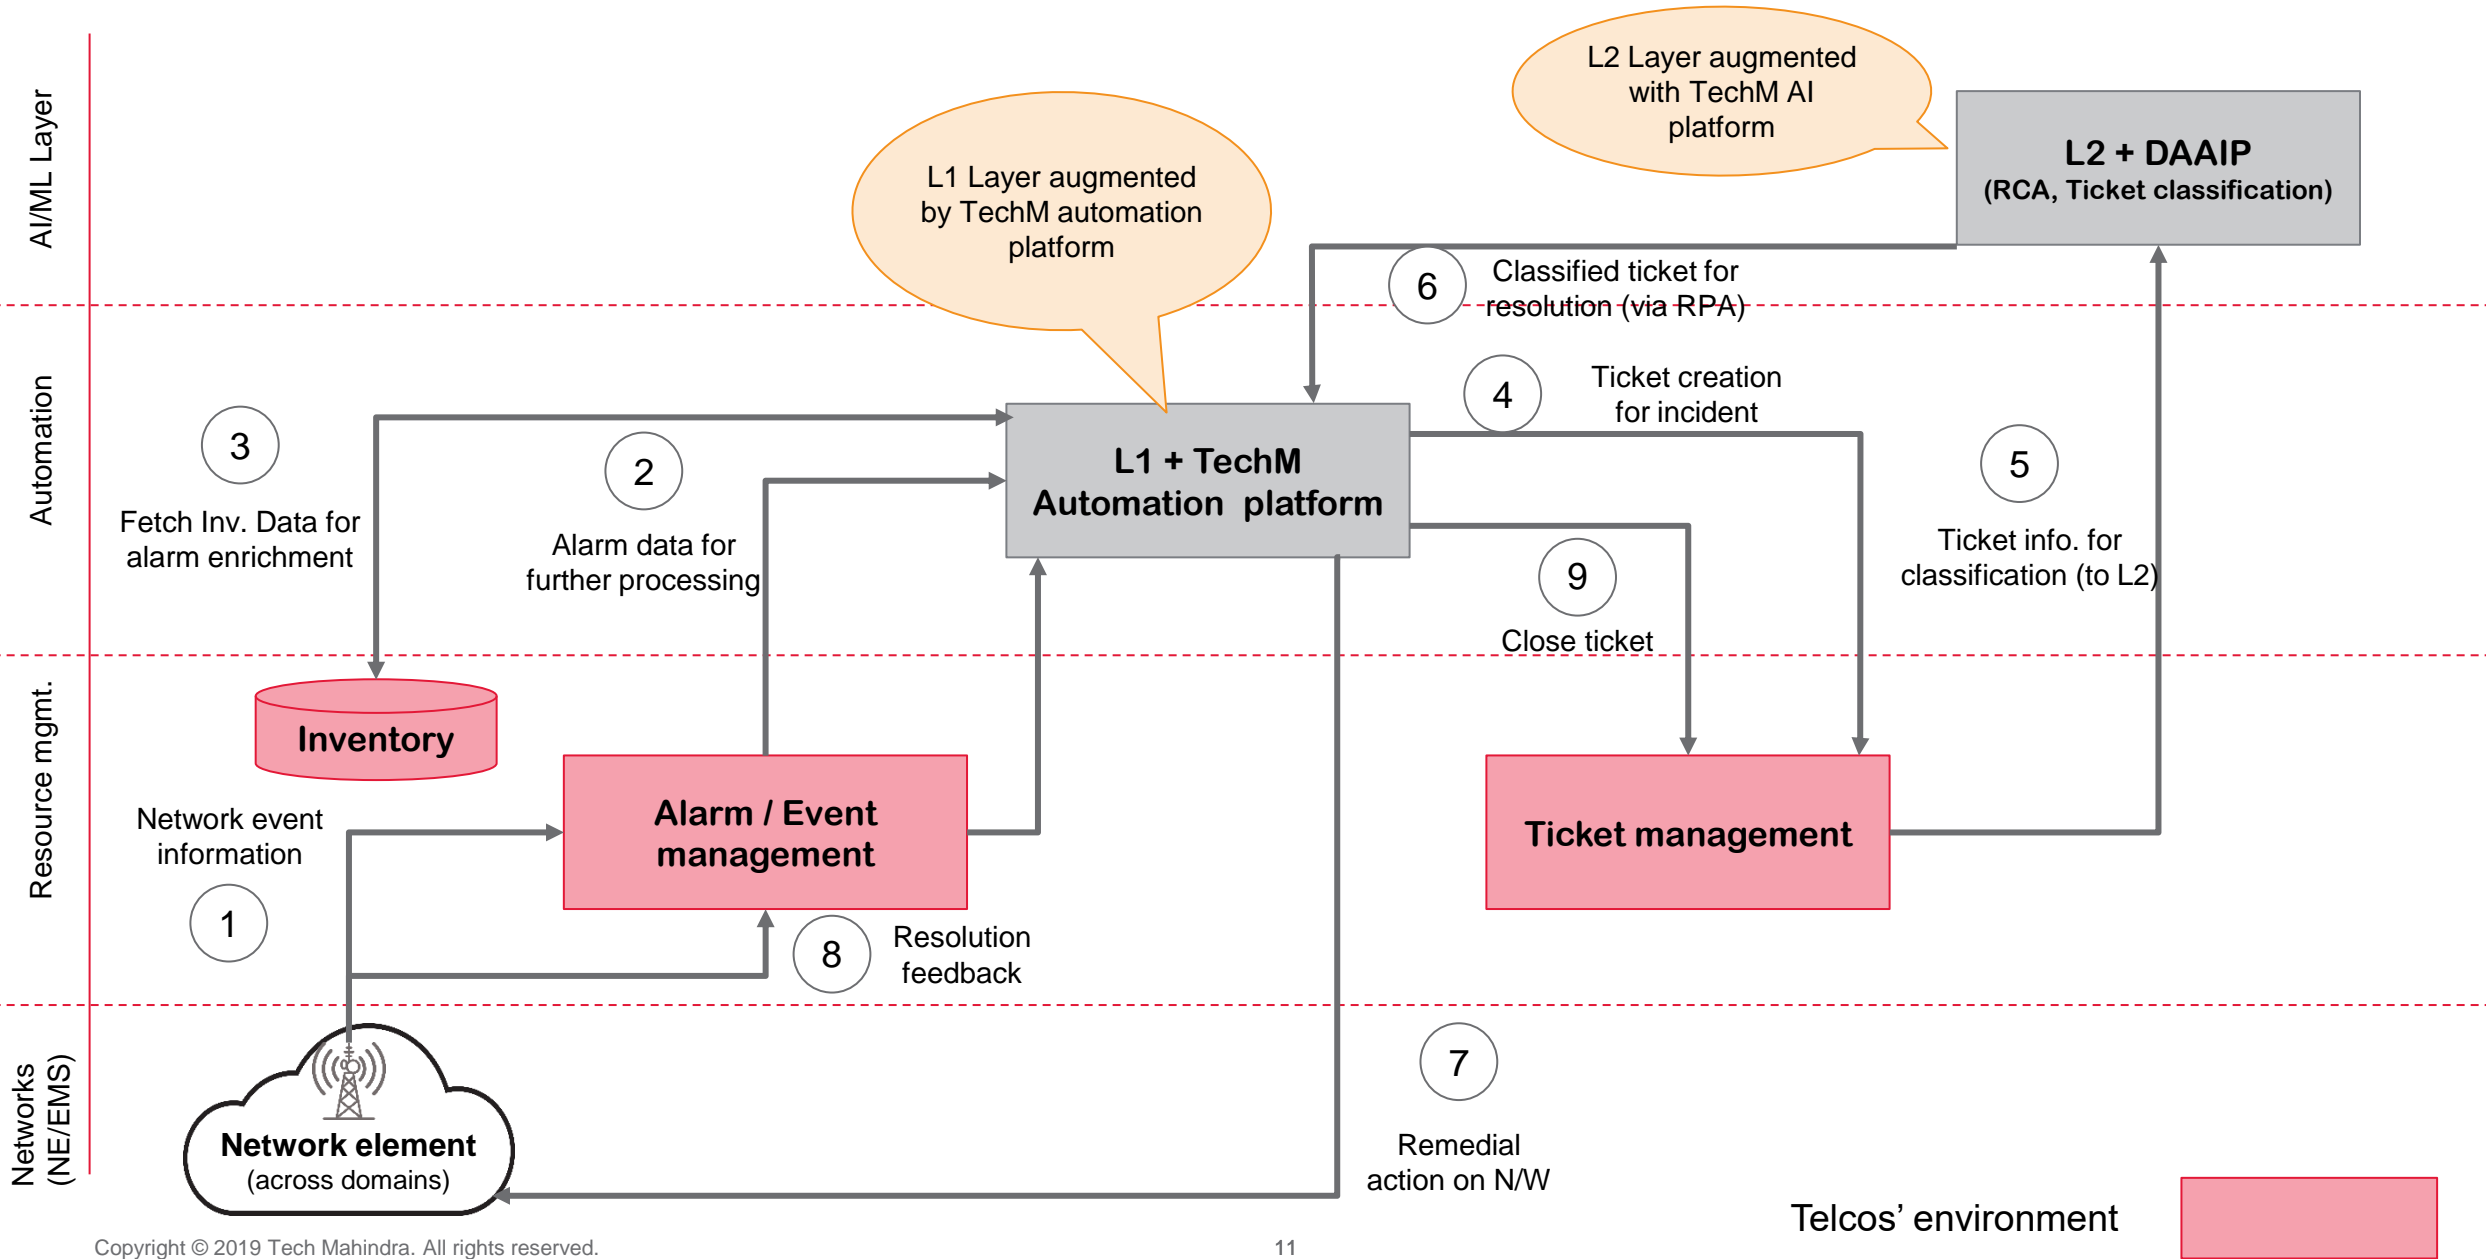 AI/ML Layer
L1 Layer augmented
by TechM automation
platform
L2 Layer augmented
with TechM AI
platform
L2 + DAAIP
(RCA, Ticket classification)
6
Classified ticket for
resolution (via RPA)
Automation
3
Fetch Inv. Data for
alarm enrichment
2
Alarm data for
further processing
L1 + TechM
Automation platform
4
Ticket creation
for incident
9
Close ticket
5
Ticket info. for
classification (to L2)
Resource mgmt.
Inventory
Network event
information
1
Alarm / Event
management
8
Resolution
feedback
Ticket management
Networks
(NE/EMS)
Network element
(across domains)
7
Remedial
action on N/W
Telcos’ environment
Copyright © 2019 Tech Mahindra. All rights reserved.
11